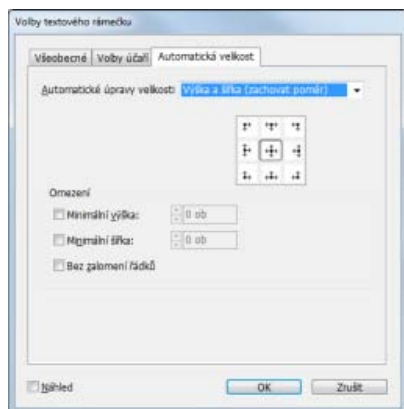 Volby textového rámečku
Všeobecné Volby účaří Automatická velikost
Automatické úpravy velikosti: Výška a šířka (zachovat poměr)
Omezení
Minimální výška: 0 ob
Minimální šířka: 0 ob
Bez zalomení řádků
Náhled OK Zrušit